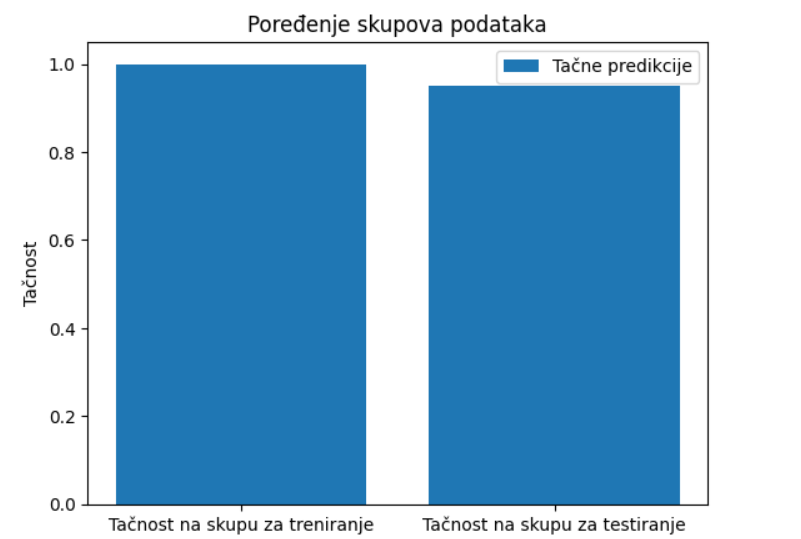 Poređenje skupova podataka
Tačne predikcije
Tačnost
1.0
0.8
0.6
0.4
0.2
0.0
Tačnost na skupu za treniranje
Tačnost na skupu za testiranje